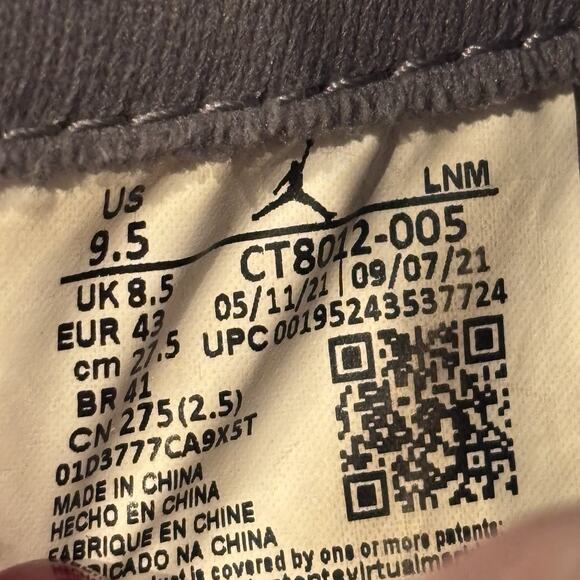 US
9.5
LNM
CT8012-005
05/11/21 | 09/07/21
UPC 00195243537724
UK 8.5
EUR 43
cm 27.5
BR 41
CN 275(2.5)
01D3777CA9X5T
MADE IN CHINA
HECHO EN CHINA
FABRIQUE EN CHINE
FABRICADO NA CHINA
is covered by one or more patents: